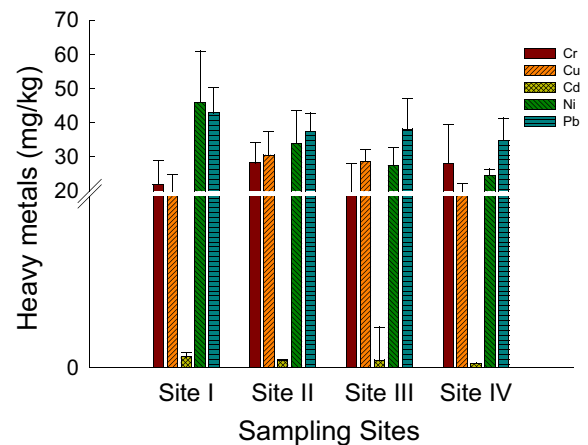 70
60
50
40
30
20
0
Heavy metals (mg/kg)
Cr
Cu
Cd
Ni
Pb
Site I Site II Site III Site IV
Sampling Sites